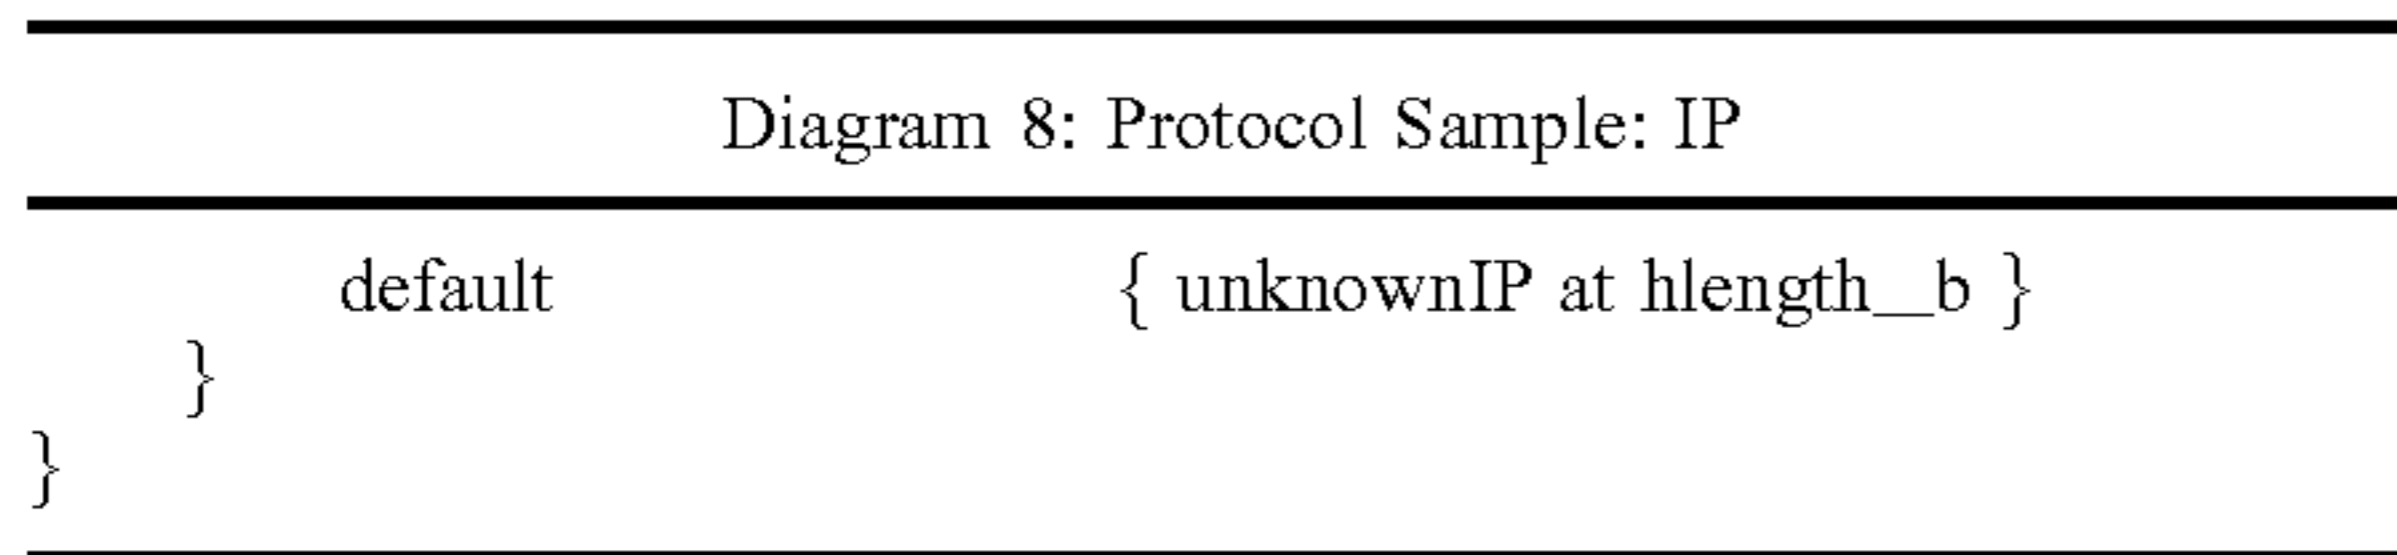 Diagram 8: Protocol Sample: IP
default { unknownIP at hlength_b }
}
}